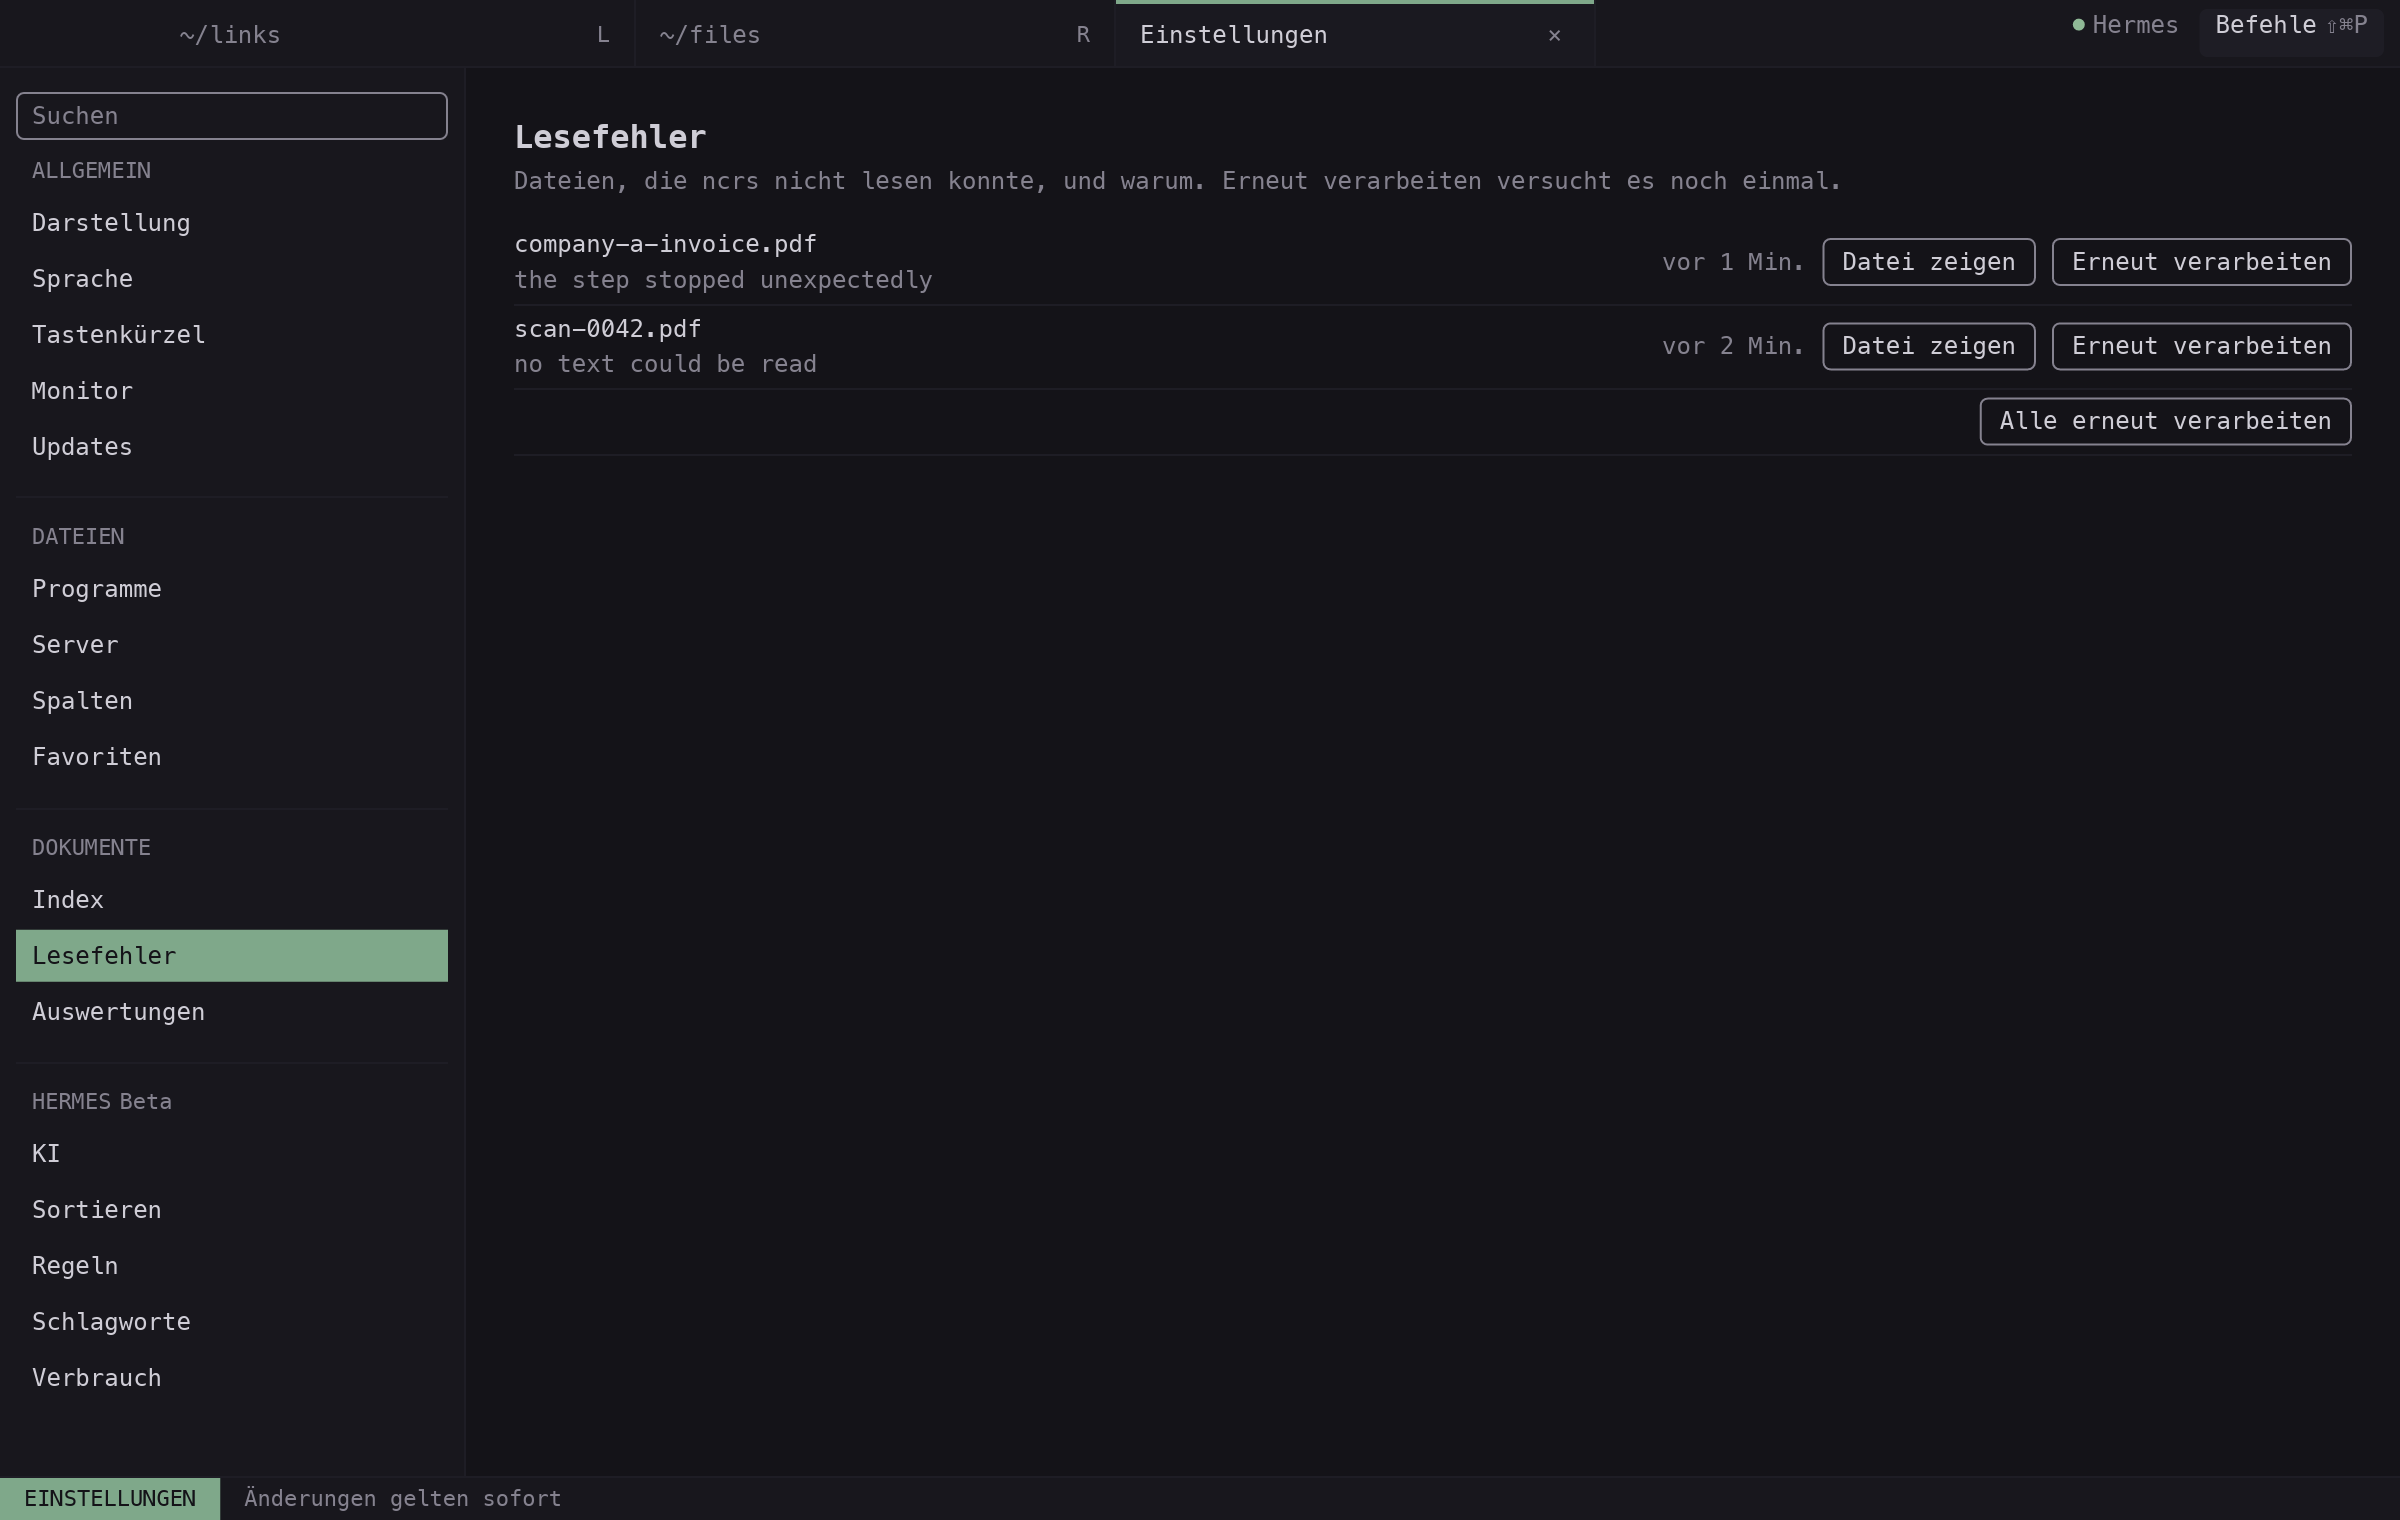 ~/links L ~/files R Einstellungen × Hermes Befehle ⇧⌘P
Suchen
ALLGEMEIN
Darstellung
Sprache
Tastenkürzel
Monitor
Updates
DATEIEN
Programme
Server
Spalten
Favoriten
DOKUMENTE
Index
Lesefehler
Auswertungen
HERMES Beta
KI
Sortieren
Regeln
Schlagworte
Verbrauch
Lesefehler
Dateien, die ncrs nicht lesen konnte, und warum. Erneut verarbeiten versucht es noch einmal.
company-a-invoice.pdf
the step stopped unexpectedly
vor 1 Min. Datei zeigen Erneut verarbeiten
scan-0042.pdf
no text could be read
vor 2 Min. Datei zeigen Erneut verarbeiten
Alle erneut verarbeiten
EINSTELLUNGEN Änderungen gelten sofort